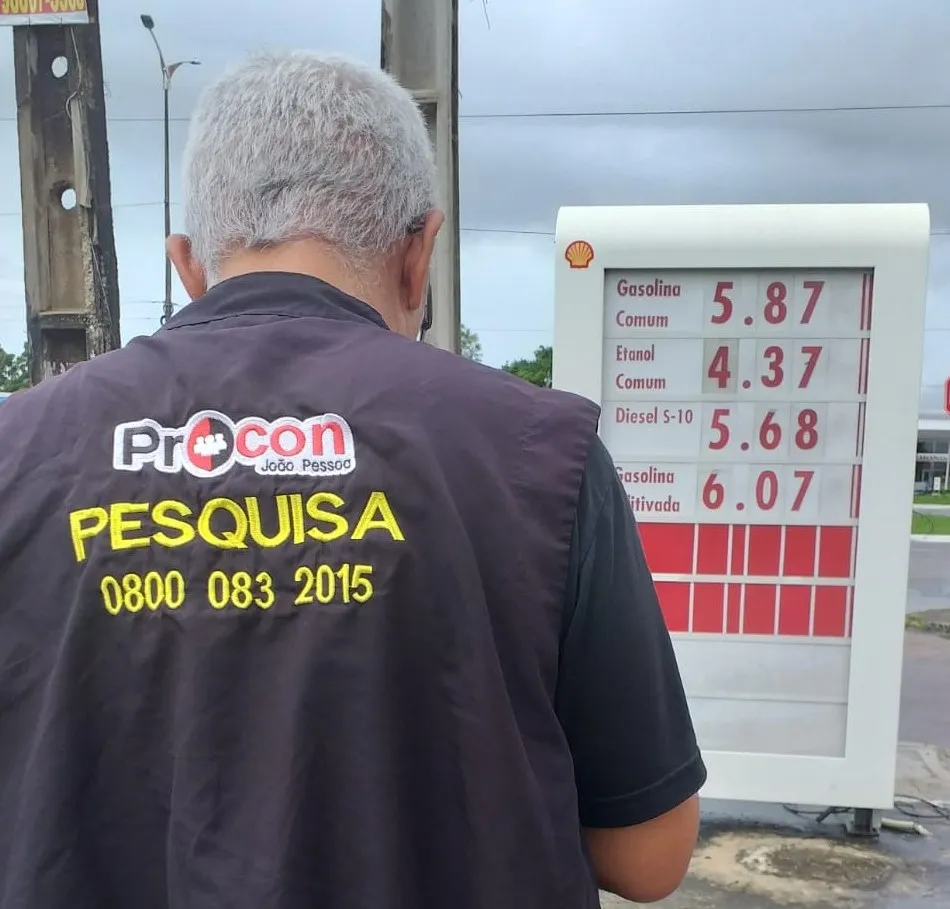 Procon
João Pessoa
PESQUISA
0800 083 2015
Gasolina
Comum
5.87
Etanol
Comum
4.37
Diesel S-10
5.68
Gasolina
6.07